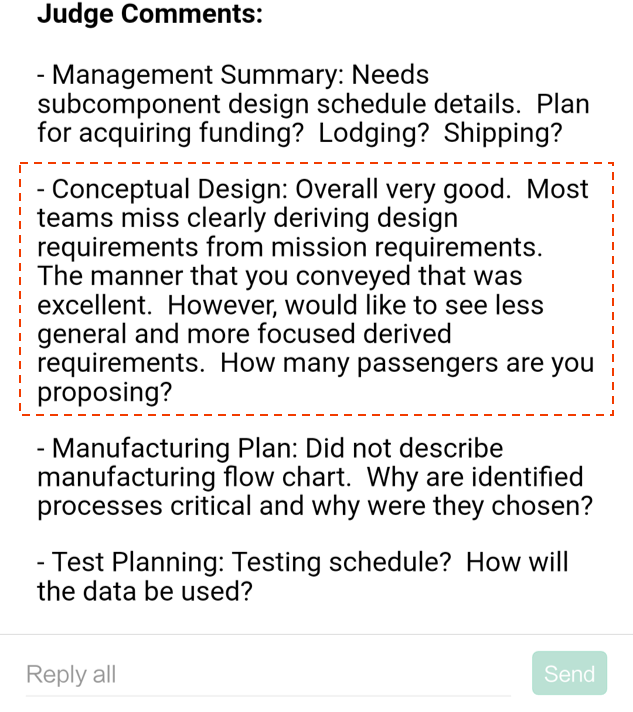 Judge Comments:
- Management Summary: Needs
subcomponent design schedule details.  Plan
for acquiring funding?  Lodging?  Shipping?
- Conceptual Design: Overall very good.  Most
teams miss clearly deriving design
requirements from mission requirements.
The manner that you conveyed that was
excellent.  However, would like to see less
general and more focused derived
requirements.  How many passengers are you
proposing?
- Manufacturing Plan: Did not describe
manufacturing flow chart.  Why are identified
processes critical and why were they chosen?
- Test Planning: Testing schedule?  How will
the data be used?
Reply all
Send